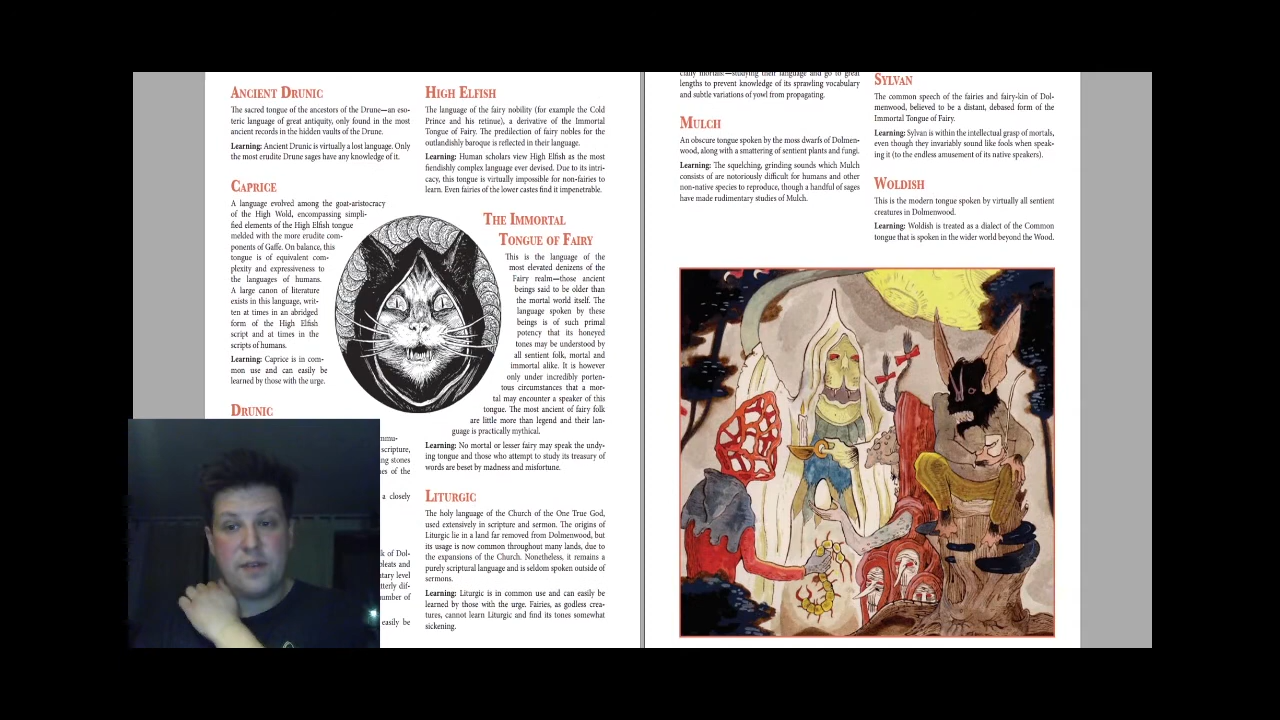 ANCIENT DRUNIC
The sacred tongue of the ancestors of the Drune—an eso-
teric language of great antiquity, only found in the most
ancient records in the hidden vaults of the Drune.
Learning: Ancient Drunic is virtually a lost language. Only
the most erudite Drune sages have any knowledge of it.
CAPRICE
A language evolved among the goat-aristocracy
of the High Wold, encompassing simpli-
fied elements of the High Elfish tongue
melded with the more erudite com-
ponents of Gaffe. On balance, this
tongue is of equivalent com-
plexity and expressiveness to
the languages of humans.
A large canon of literature
exists in this language, writ-
ten at times in an abridged
form of the High Elfish
script and at times in the
scripts of humans.
Learning: Caprice is in com-
mon use and can easily be
learned by those with the urge.
DRUNIC
mmu-
scripture,
ng stones
es of the
a closely
k of Dol-
bleats and
itary level
tterly dif-
number of
easily be
HIGH ELFISH
The language of the fairy nobility (for example the Cold
Prince and his retinue), a derivative of the Immortal
Tongue of Fairy. The predilection of fairy nobles for the
outlandishly baroque is reflected in their language.
Learning: Human scholars view High Elfish as the most
fiendishly complex language ever devised. Due to its intri-
cacy, this tongue is virtually impossible for non-fairies to
learn. Even fairies of the lower castes find it impenetrable.
THE IMMORTAL
TONGUE OF FAIRY
This is the language of the
most elevated denizens of the
Fairy realm—those ancient
beings said to be older than
the mortal world itself. The
language spoken by these
beings is of such primal
potency that its honeyed
tones may be understood by
all sentient folk, mortal and
immortal alike. It is however
only under incredibly porten-
tous circumstances that a mor-
tal may encounter a speaker of this
tongue. The most ancient of fairy folk
are little more than legend and their lan-
guage is practically mythical.
Learning: No mortal or lesser fairy may speak the undy-
ing tongue and those who attempt to study its treasury of
words are beset by madness and misfortune.
LITURGIC
The holy language of the Church of the One True God,
used extensively in scripture and sermon. The origins of
Liturgic lie in a land far removed from Dolmenwood, but
its usage is now common throughout many lands, due to
the expansions of the Church. Nonetheless, it remains a
purely scriptural language and is seldom spoken outside of
sermons.
Learning: Liturgic is in common use and can easily be
learned by those with the urge. Fairies, as godless crea-
tures, cannot learn Liturgic and find its tones somewhat
sickening.
cially mortals!—studying their language and go to great
lengths to prevent knowledge of its sprawling vocabulary
and subtle variations of yowl from propagating.
MULCH
An obscure tongue spoken by the moss dwarfs of Dolmen-
wood, along with a smattering of sentient plants and fungi.
Learning: The squelching, grinding sounds which Mulch
consists of are notoriously difficult for humans and other
non-native species to reproduce, though a handful of sages
have made rudimentary studies of Mulch.
SYLVAN
The common speech of the fairies and fairy-kin of Dol-
menwood, believed to be a distant, debased form of the
Immortal Tongue of Fairy.
Learning: Sylvan is within the intellectual grasp of mortals,
even though they invariably sound like fools when speak-
ing it (to the endless amusement of its native speakers).
WOLDISH
This is the modern tongue spoken by virtually all sentient
creatures in Dolmenwood.
Learning: Woldish is treated as a dialect of the Common
tongue that is spoken in the wider world beyond the Wood.